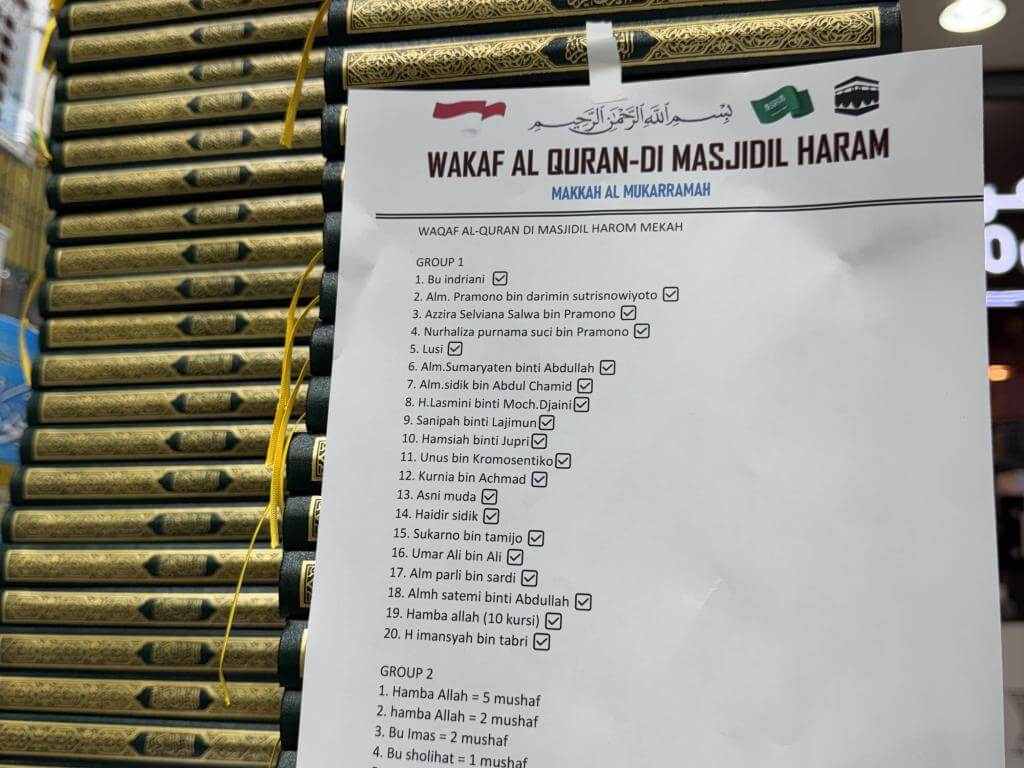 بِسْمِ اللَّهِ الرَّحْمَٰنِ الرَّحِيمِ
WAKAF AL QURAN-DI MASJIDIL HARAM
MAKKAH AL MUKARRAMAH
WAQAF AL-QURAN DI MASJIDIL HAROM MEKAH
GROUP 1
1. Bu indriani ☑
2. Alm. Pramono bin darimin sutrisnowiyoto ☑
3. Azzira Selviana Salwa bin Pramono ☑
4. Nurhaliza purnama suci bin Pramono ☑
5. Lusi ☑
6. Alm.Sumaryaten binti Abdullah ☑
7. Alm.sidik bin Abdul Chamid ☑
8. H.Lasmini binti Moch.Djaini ☑
9. Sanipah binti Lajimun ☑
10. Hamsiah binti Jupri ☑
11. Unus bin Kromosentiko ☑
12. Kurnia bin Achmad ☑
13. Asni muda ☑
14. Haidir sidik ☑
15. Sukarno bin tamijo ☑
16. Umar Ali bin Ali ☑
17. Alm parli bin sardi ☑
18. Almh satemi binti Abdullah ☑
19. Hamba allah (10 kursi) ☑
20. H imansyah bin tabri ☑
GROUP 2
1. Hamba Allah = 5 mushaf
2. hamba Allah = 2 mushaf
3. Bu Imas = 2 mushaf
4. Bu sholihat = 1 mushaf